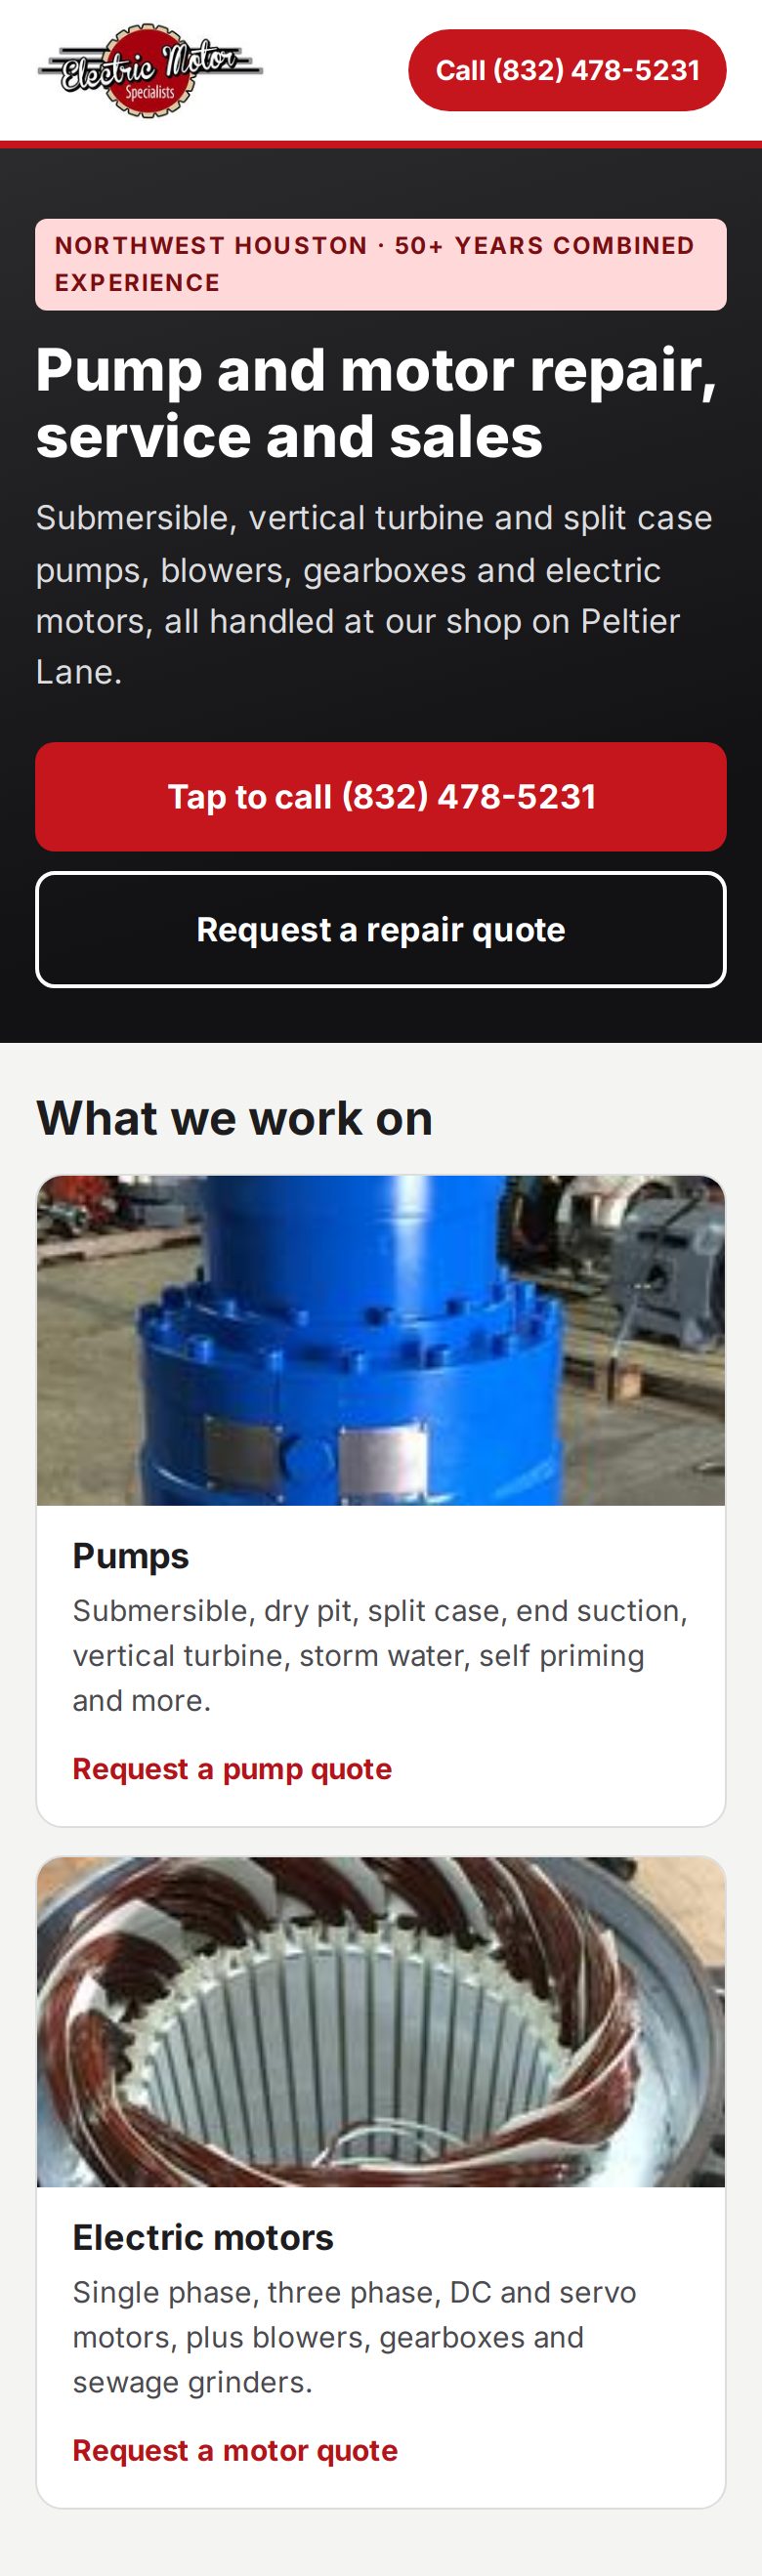 Electric Motor
Specialists
Call (832) 478-5231
NORTHWEST HOUSTON · 50+ YEARS COMBINED
EXPERIENCE
Pump and motor repair,
service and sales
Submersible, vertical turbine and split case
pumps, blowers, gearboxes and electric
motors, all handled at our shop on Peltier
Lane.
Tap to call (832) 478-5231
Request a repair quote
What we work on
Pumps
Submersible, dry pit, split case, end suction,
vertical turbine, storm water, self priming
and more.
Request a pump quote
Electric motors
Single phase, three phase, DC and servo
motors, plus blowers, gearboxes and
sewage grinders.
Request a motor quote